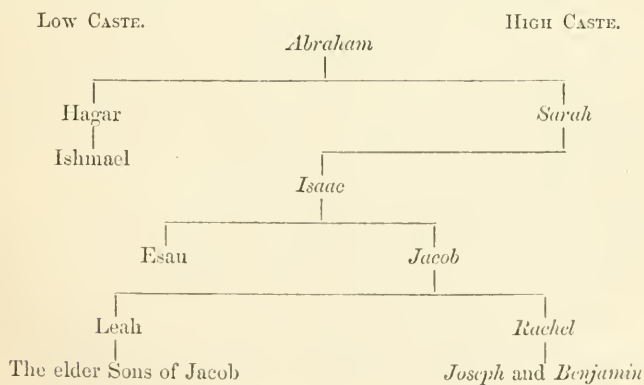 LOW CASTE. HIGH CASTE.
Abraham
Hagar Sarah
Ishmael
Isaac
Esau Jacob
Leah Rachel
The elder Sons of Jacob Joseph and Benjamin